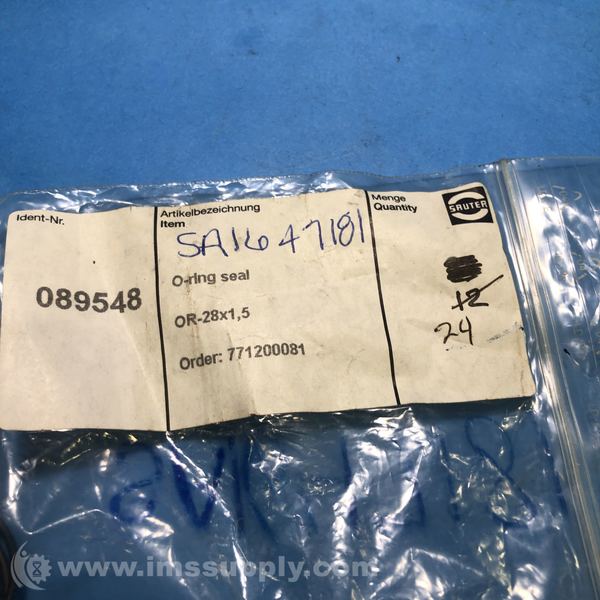 Ident-Nr.
089548
Artikelbezeichnung
Item
SA1647181
O-ring seal
OR-28x1,5
Order: 771200081
Menge
Quantity
SAUTER
12
24
www.imssupply.com